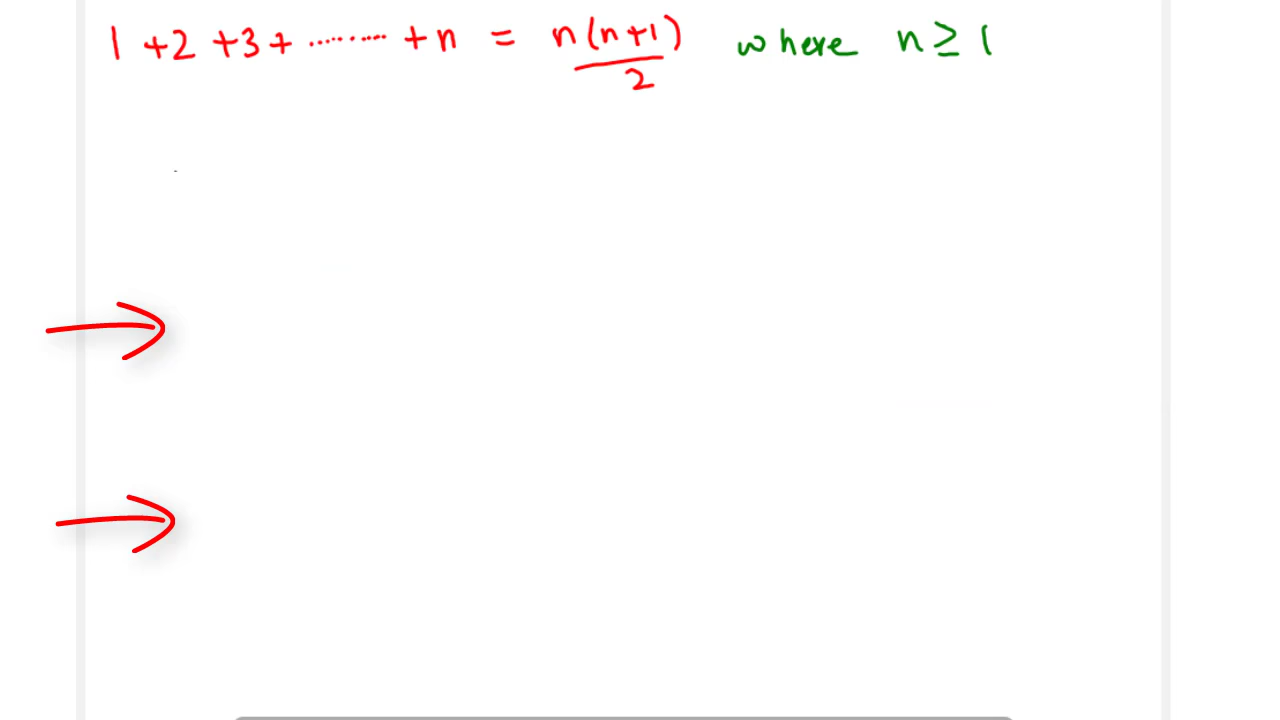 1 + 2 + 3 + ......... + n = n(n+1)/2 where n ≥ 1